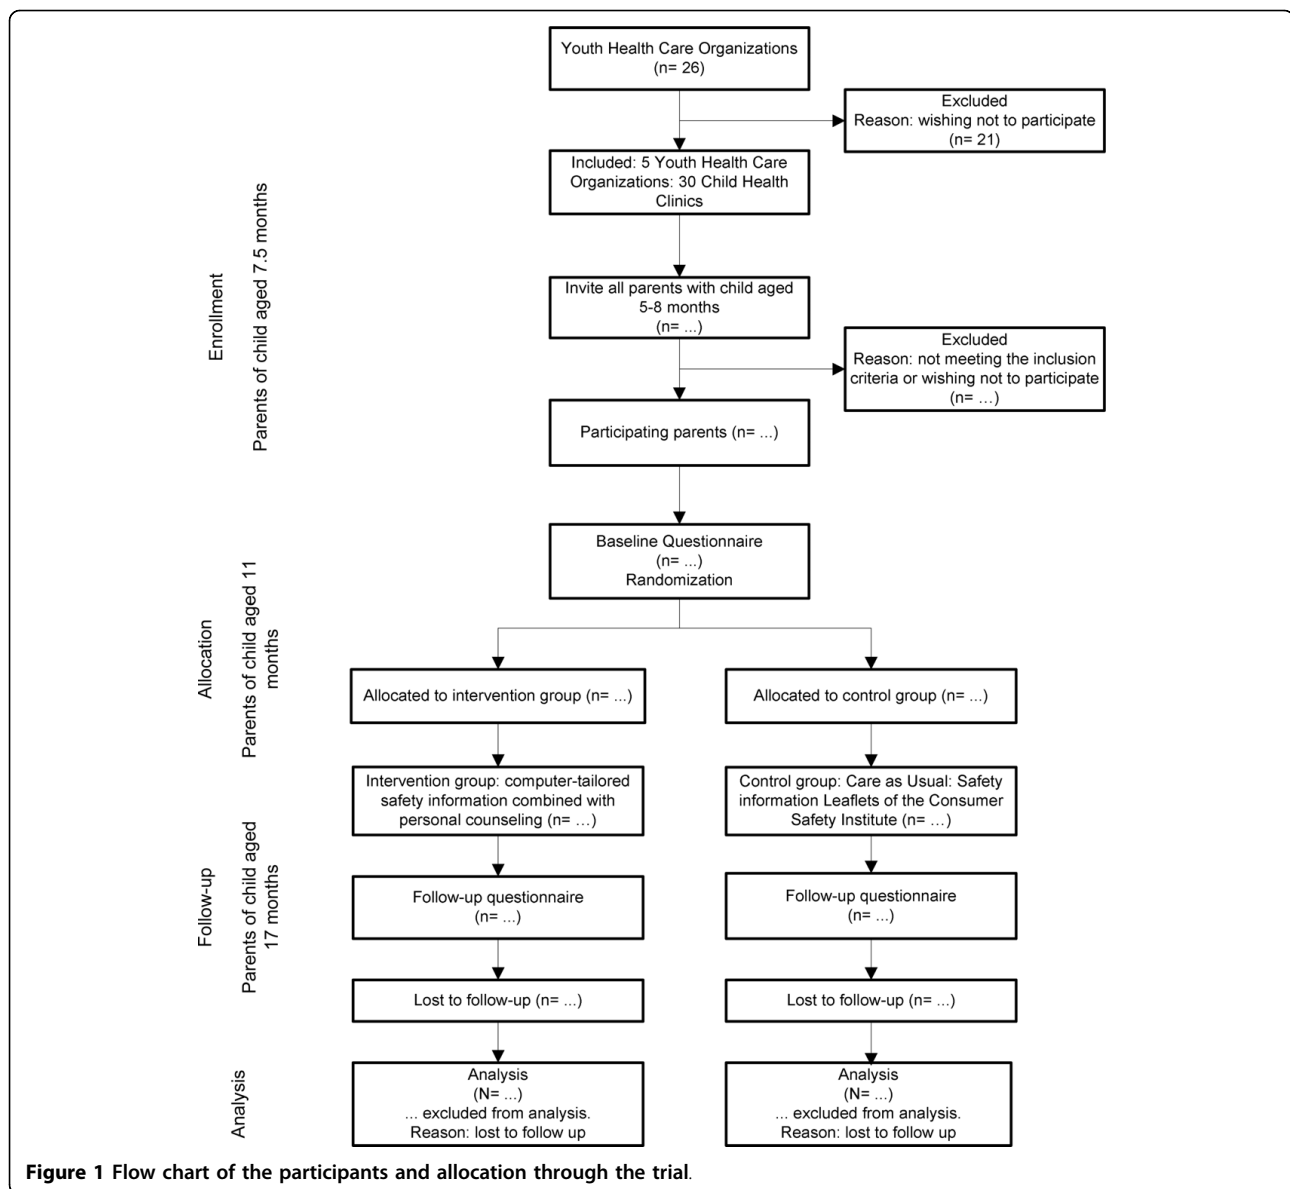 Youth Health Care Organizations
(n= 26)
Excluded
Reason: wishing not to participate
(n= 21)
Included: 5 Youth Health Care
Organizations: 30 Child Health
Clinics
Enrollment
Parents of child aged 7.5 months
Invite all parents with child aged
5-8 months
(n= ...)
Excluded
Reason: not meeting the inclusion
criteria or wishing not to participate
(n= ...)
Participating parents (n= ...)
Baseline Questionnaire
(n= ...)
Randomization
Allocation
Parents of child aged 11
months
Allocated to intervention group (n= ...)
Allocated to control group (n= ...)
Intervention group: computer-tailored
safety information combined with
personal counseling (n= ...)
Control group: Care as Usual: Safety
information Leaflets of the Consumer
Safety Institute (n= ...)
Follow-up
Parents of child aged
17 months
Follow-up questionnaire
(n= ...)
Follow-up questionnaire
(n= ...)
Lost to follow-up (n= ...)
Lost to follow-up (n= ...)
Analysis
Analysis
(N= ...)
... excluded from analysis.
Reason: lost to follow up
Analysis
(N= ...)
... excluded from analysis.
Reason: lost to follow up
Figure 1 Flow chart of the participants and allocation through the trial.